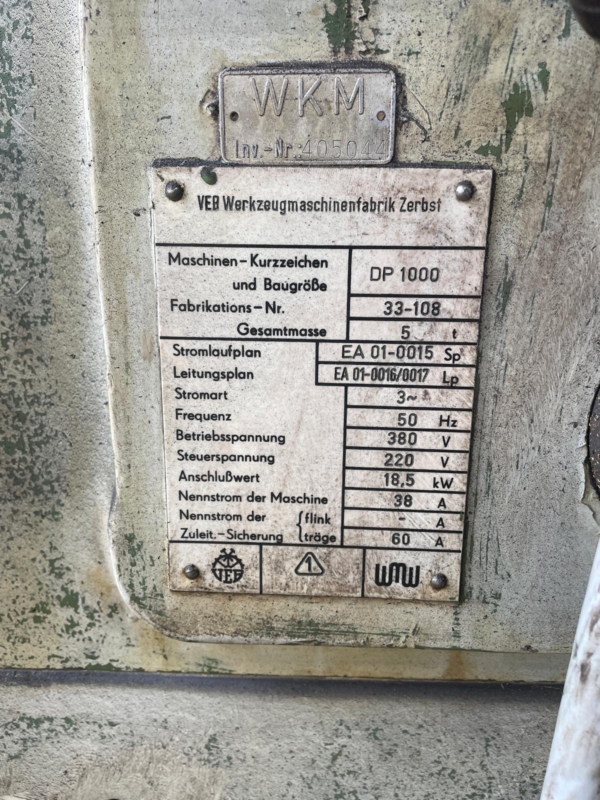 WKM
Inv.-Nr.: 405044
VEB Werkzeugmaschinenfabrik Zerbst
Maschinen-Kurzzeichen
und Baugröße DP 1000
Fabrikations-Nr. 33-108
Gesamtmasse 5 t
Stromlaufplan EA 01-0015 Sp
Leitungsplan EA 01-0016/0017 Lp
Stromart 3~
Frequenz 50 Hz
Betriebsspannung 380 V
Steuerspannung 220 V
Anschlußwert 18,5 kW
Nennstrom der Maschine 38 A
Nennstrom der { flink - A
Zuleit.-Sicherung träge 60 A
VEB 1 WMW